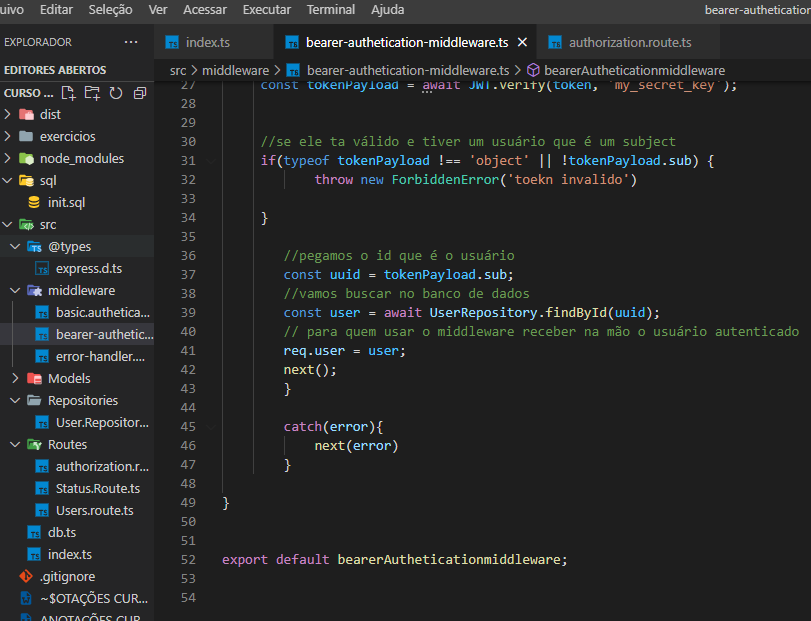 uivo Editar Seleção Ver Acessar Executar Terminal Ajuda bearer-authetication
EXPLORADOR ···
index.ts
bearer-authetication-middleware.ts ×
authorization.route.ts
EDITORES ABERTOS
src > middleware > bearer-authetication-middleware.ts > bearerAutheticationmiddleware
CURSO ...
dist
exercicios
node_modules
sql
init.sql
src
@types
express.d.ts
middleware
basic.authetica...
bearer-authetic...
error-handler....
Models
Repositories
User.Repositor...
Routes
authorization.r...
Status.Route.ts
Users.route.ts
db.ts
index.ts
.gitignore
~$OTAÇÕES CUR...
ANOTAÇÕES CUR...
27 const tokenPayload = await JWT.verify(token, 'my_secret_key');
28
29
30 //se ele ta válido e tiver um usuário que é um subject
31 if(typeof tokenPayload !== 'object' || !tokenPayload.sub) {
32 throw new ForbiddenError('toekn invalido')
33
34 }
35
36 //pegamos o id que é o usuário
37 const uuid = tokenPayload.sub;
38 //vamos buscar no banco de dados
39 const user = await UserRepository.findById(uuid);
40 // para quem usar o middleware receber na mão o usuário autenticado
41 req.user = user;
42 next();
43 }
44
45 catch(error){
46 next(error)
47 }
48
49 }
50
51
52 export default bearerAutheticationmiddleware;
53
54